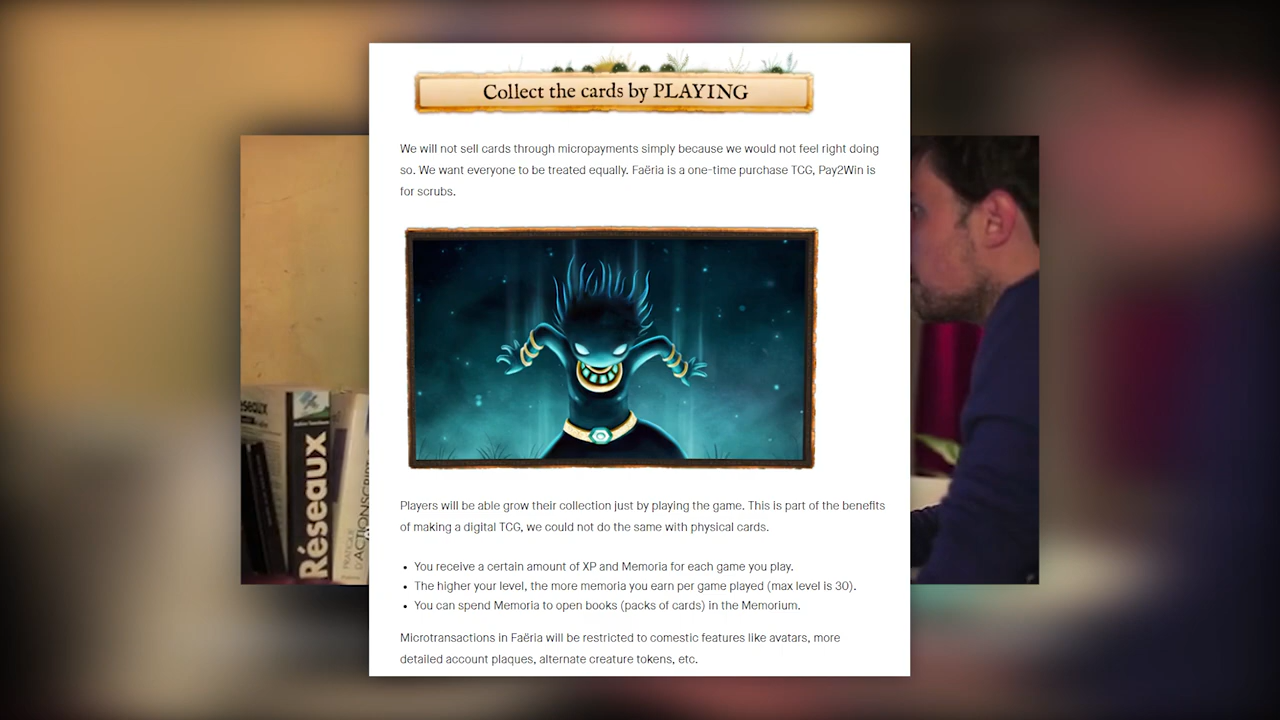 Collect the cards by PLAYING
We will not sell cards through micropayments simply because we would not feel right doing
so. We want everyone to be treated equally. Faëria is a one-time purchase TCG, Pay2Win is
for scrubs.
Players will be able grow their collection just by playing the game. This is part of the benefits
of making a digital TCG, we could not do the same with physical cards.
• You receive a certain amount of XP and Memoria for each game you play.
• The higher your level, the more memoria you earn per game played (max level is 30).
• You can spend Memoria to open books (packs of cards) in the Memorium.
Microtransactions in Faëria will be restricted to comestic features like avatars, more
detailed account plaques, alternate creature tokens, etc.
Réseaux
PRATIQUE
D'ACTIONSCRIPT